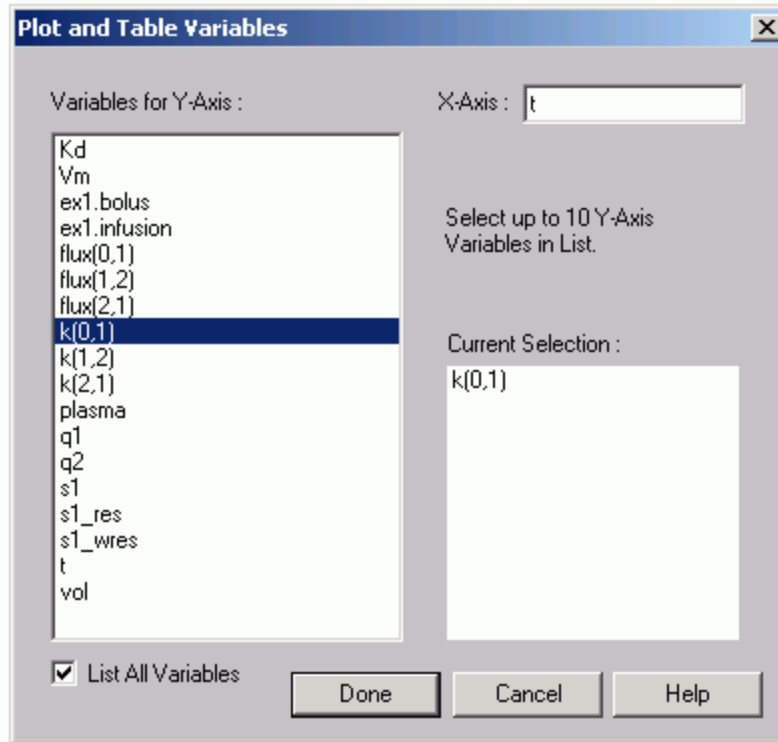 Plot and Table Variables
Variables for Y-Axis :
X-Axis :
t
Kd
Vm
ex1.bolus
ex1.infusion
flux(0,1)
flux(1,2)
flux(2,1)
k(0,1)
k(1,2)
k(2,1)
plasma
q1
q2
s1
s1_res
s1_wres
t
vol
Select up to 10 Y-Axis
Variables in List.
Current Selection :
k(0,1)
List All Variables
Done
Cancel
Help